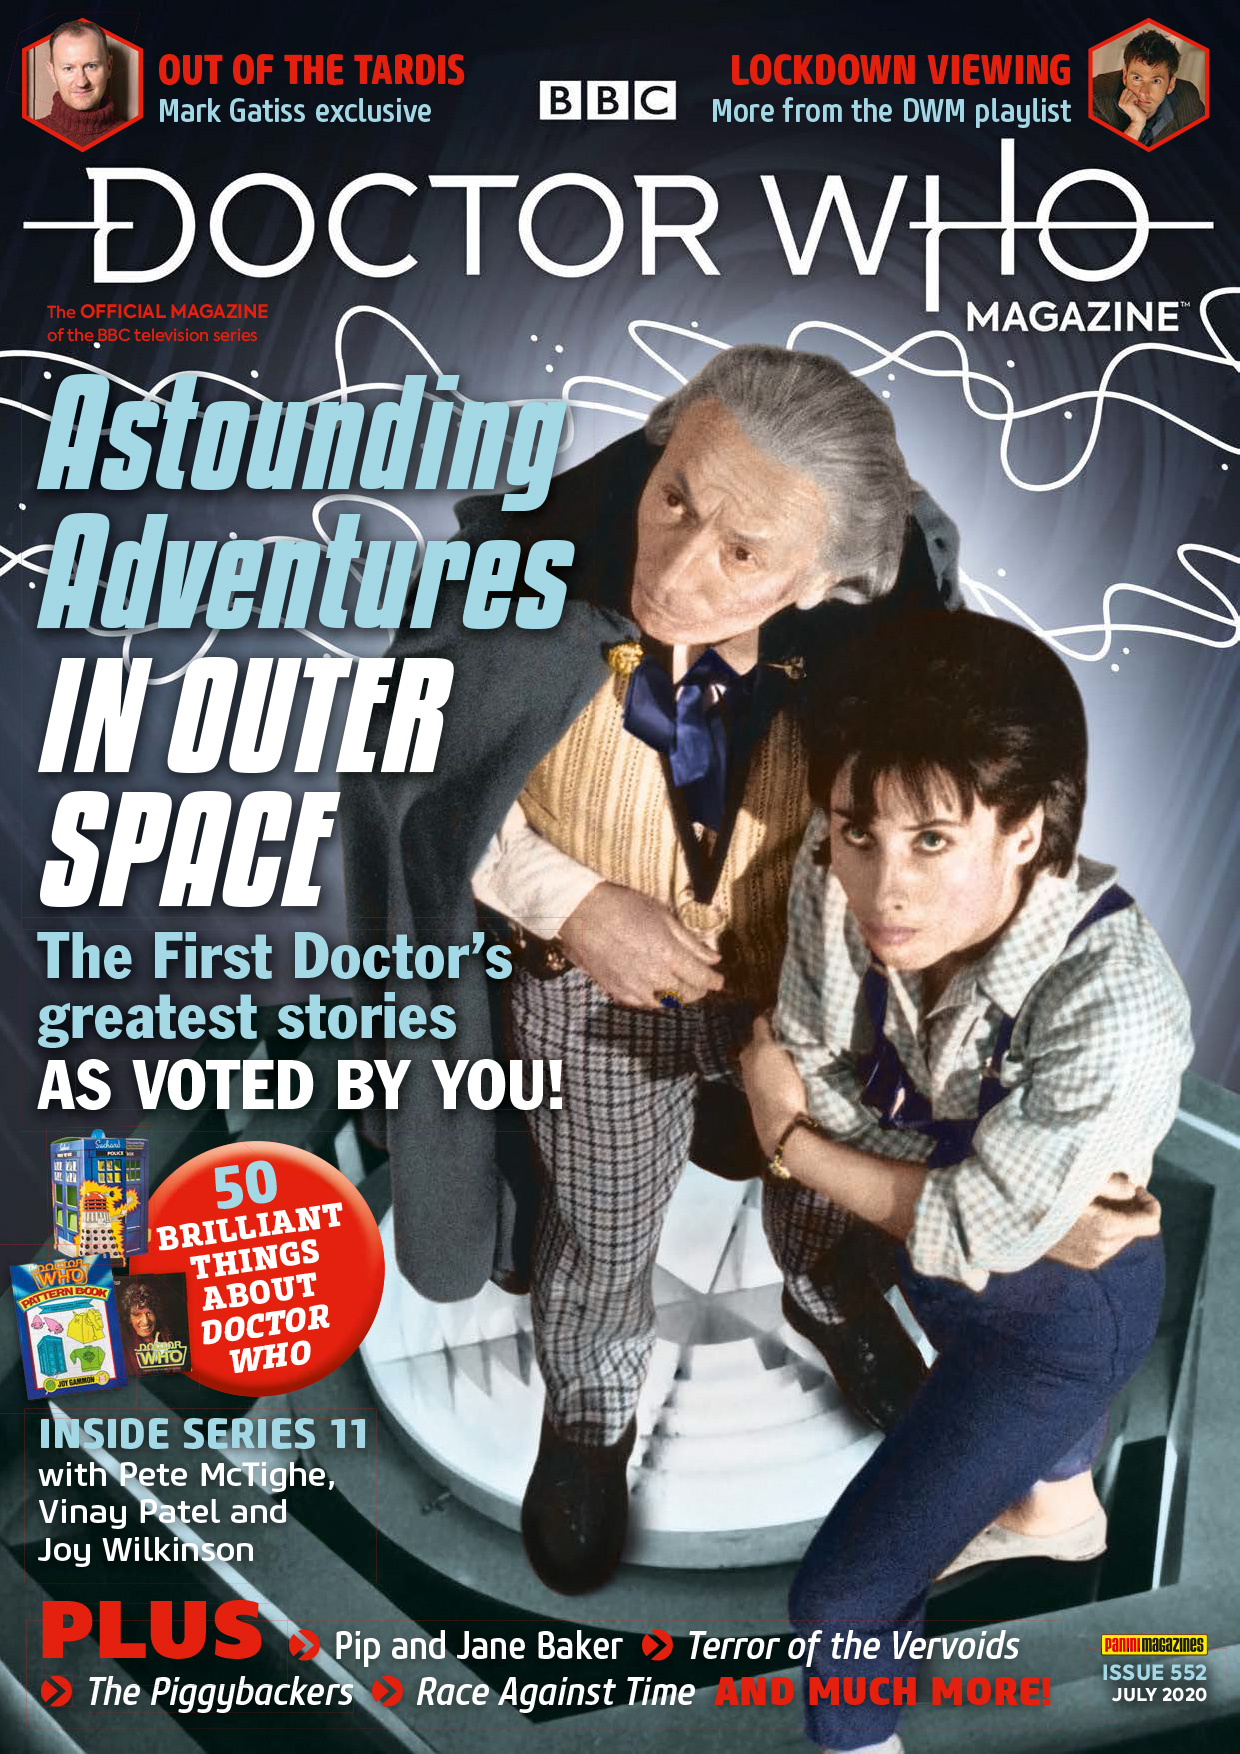 OUT OF THE TARDIS
Mark Gatiss exclusive
BBC
LOCKDOWN VIEWING
More from the DWM playlist
DOCTOR WHO
MAGAZINE™
The OFFICIAL MAGAZINE
of the BBC television series
Astounding
Adventures
IN OUTER
SPACE
The First Doctor's
greatest stories
AS VOTED BY YOU!
Suchard
POLICE BOX
DOCTOR
WHO
PATTERN BOOK
JOY GAMMON
DOCTOR
WHO
50
BRILLIANT
THINGS
ABOUT
DOCTOR
WHO
INSIDE SERIES 11
with Pete McTighe,
Vinay Patel and
Joy Wilkinson
PLUS Pip and Jane Baker Terror of the Vervoids
The Piggybackers Race Against Time AND MUCH MORE!
PANINI MAGAZINES
ISSUE 552
JULY 2020